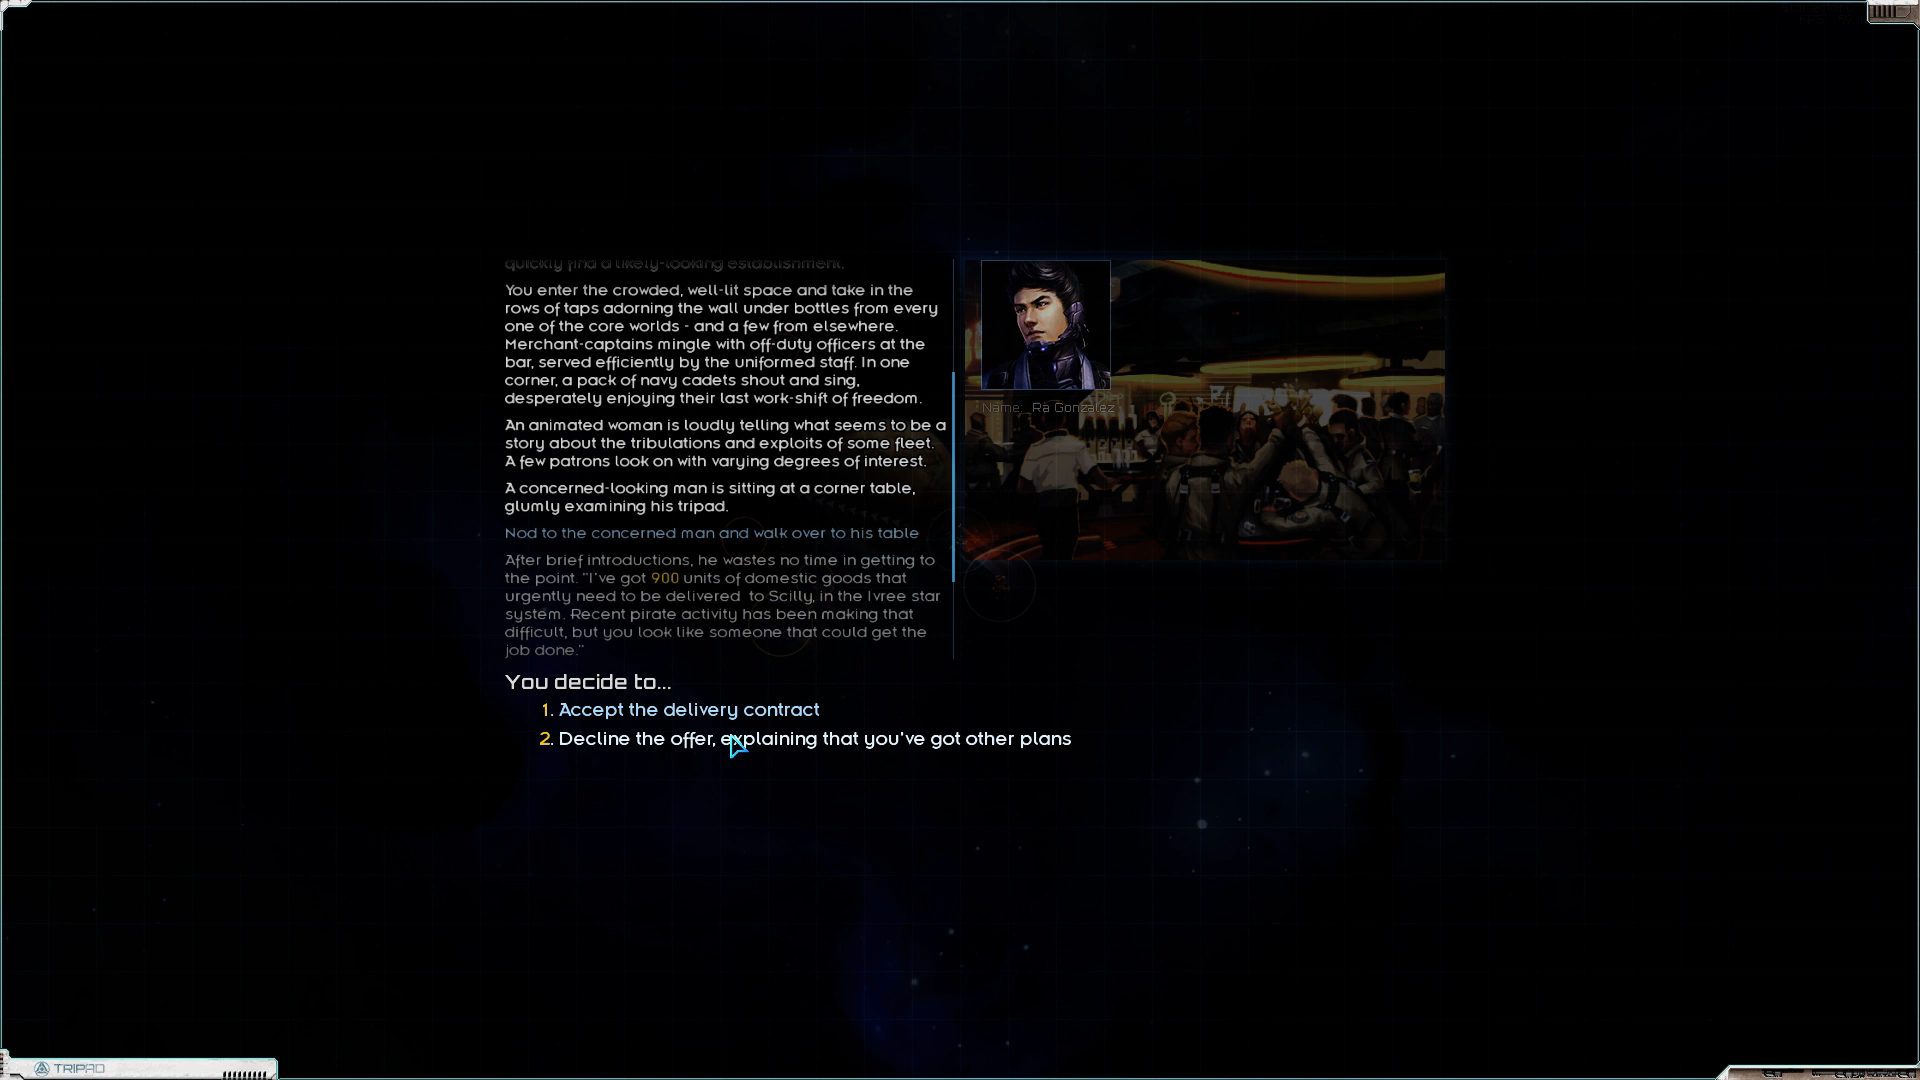 quickly find a likely-looking establishment.
You enter the crowded, well-lit space and take in the
rows of taps adorning the wall under bottles from every
one of the core worlds - and a few from elsewhere.
Merchant-captains mingle with off-duty officers at the
bar, served efficiently by the uniformed staff. In one
corner, a pack of navy cadets shout and sing,
desperately enjoying their last work-shift of freedom.
An animated woman is loudly telling what seems to be a
story about the tribulations and exploits of some fleet.
A few patrons look on with varying degrees of interest.
A concerned-looking man is sitting at a corner table,
glumly examining his tripad.
Nod to the concerned man and walk over to his table
After brief introductions, he wastes no time in getting to
the point. "I've got 900 units of domestic goods that
urgently need to be delivered  to Scilly, in the Ivree star
system. Recent pirate activity has been making that
difficult, but you look like someone that could get the
job done."
Name: Ra Gonzalez
You decide to...
1. Accept the delivery contract
2. Decline the offer, explaining that you've got other plans
TRIPAD